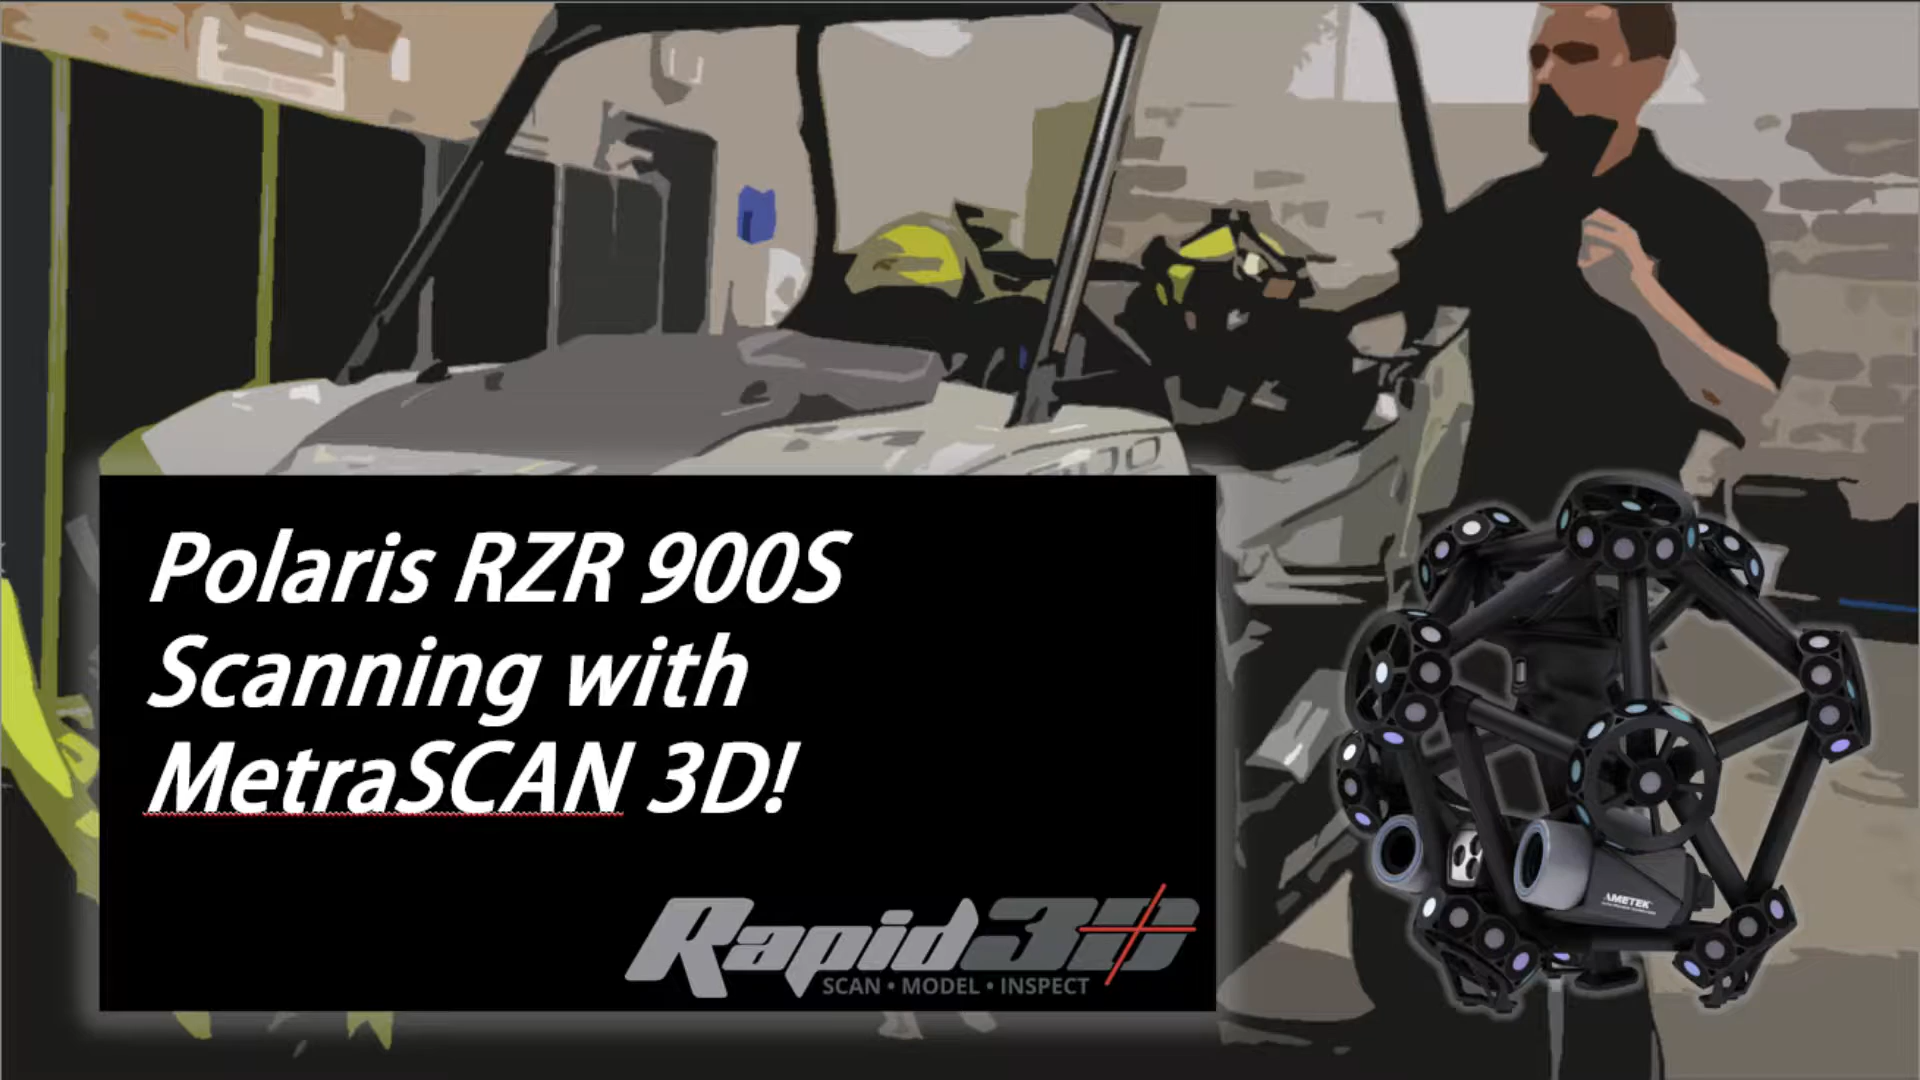 Polaris RZR 900S
Scanning with
MetraSCAN 3D!
Rapid3D
SCAN • MODEL • INSPECT
AMETEK